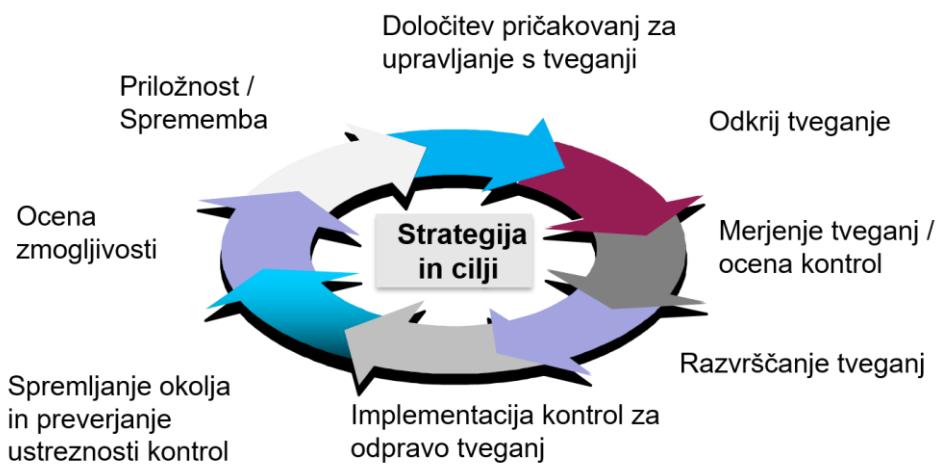 Določitev pričakovanj za
upravljanje s tveganji
Priložnost /
Sprememba
Odkrij tveganje
Ocena
zmogljivosti
Strategija
in cilji
Merjenje tveganj /
ocena kontrol
Razvrščanje tveganj
Spremljanje okolja
in preverjanje
ustreznosti kontrol
Implementacija kontrol za
odpravo tveganj